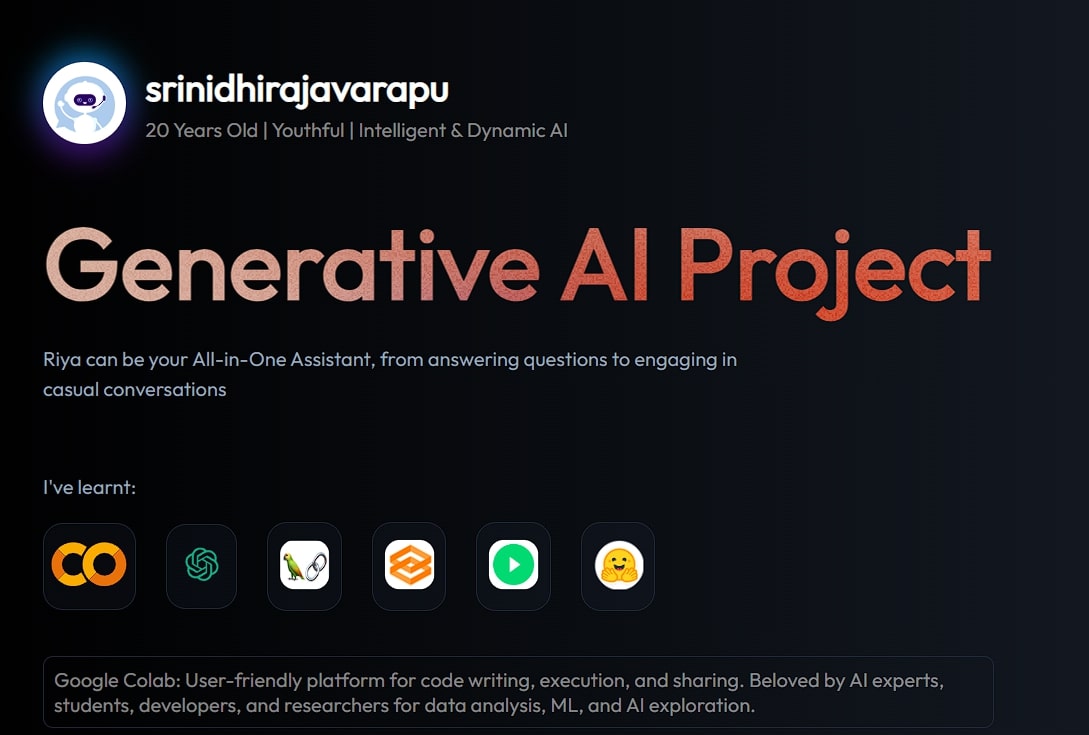 srinidhirajavarapu
20 Years Old | Youthful | Intelligent & Dynamic AI
Generative AI Project
Riya can be your All-in-One Assistant, from answering questions to engaging in
casual conversations
I've learnt:
Google Colab: User-friendly platform for code writing, execution, and sharing. Beloved by AI experts,
students, developers, and researchers for data analysis, ML, and AI exploration.